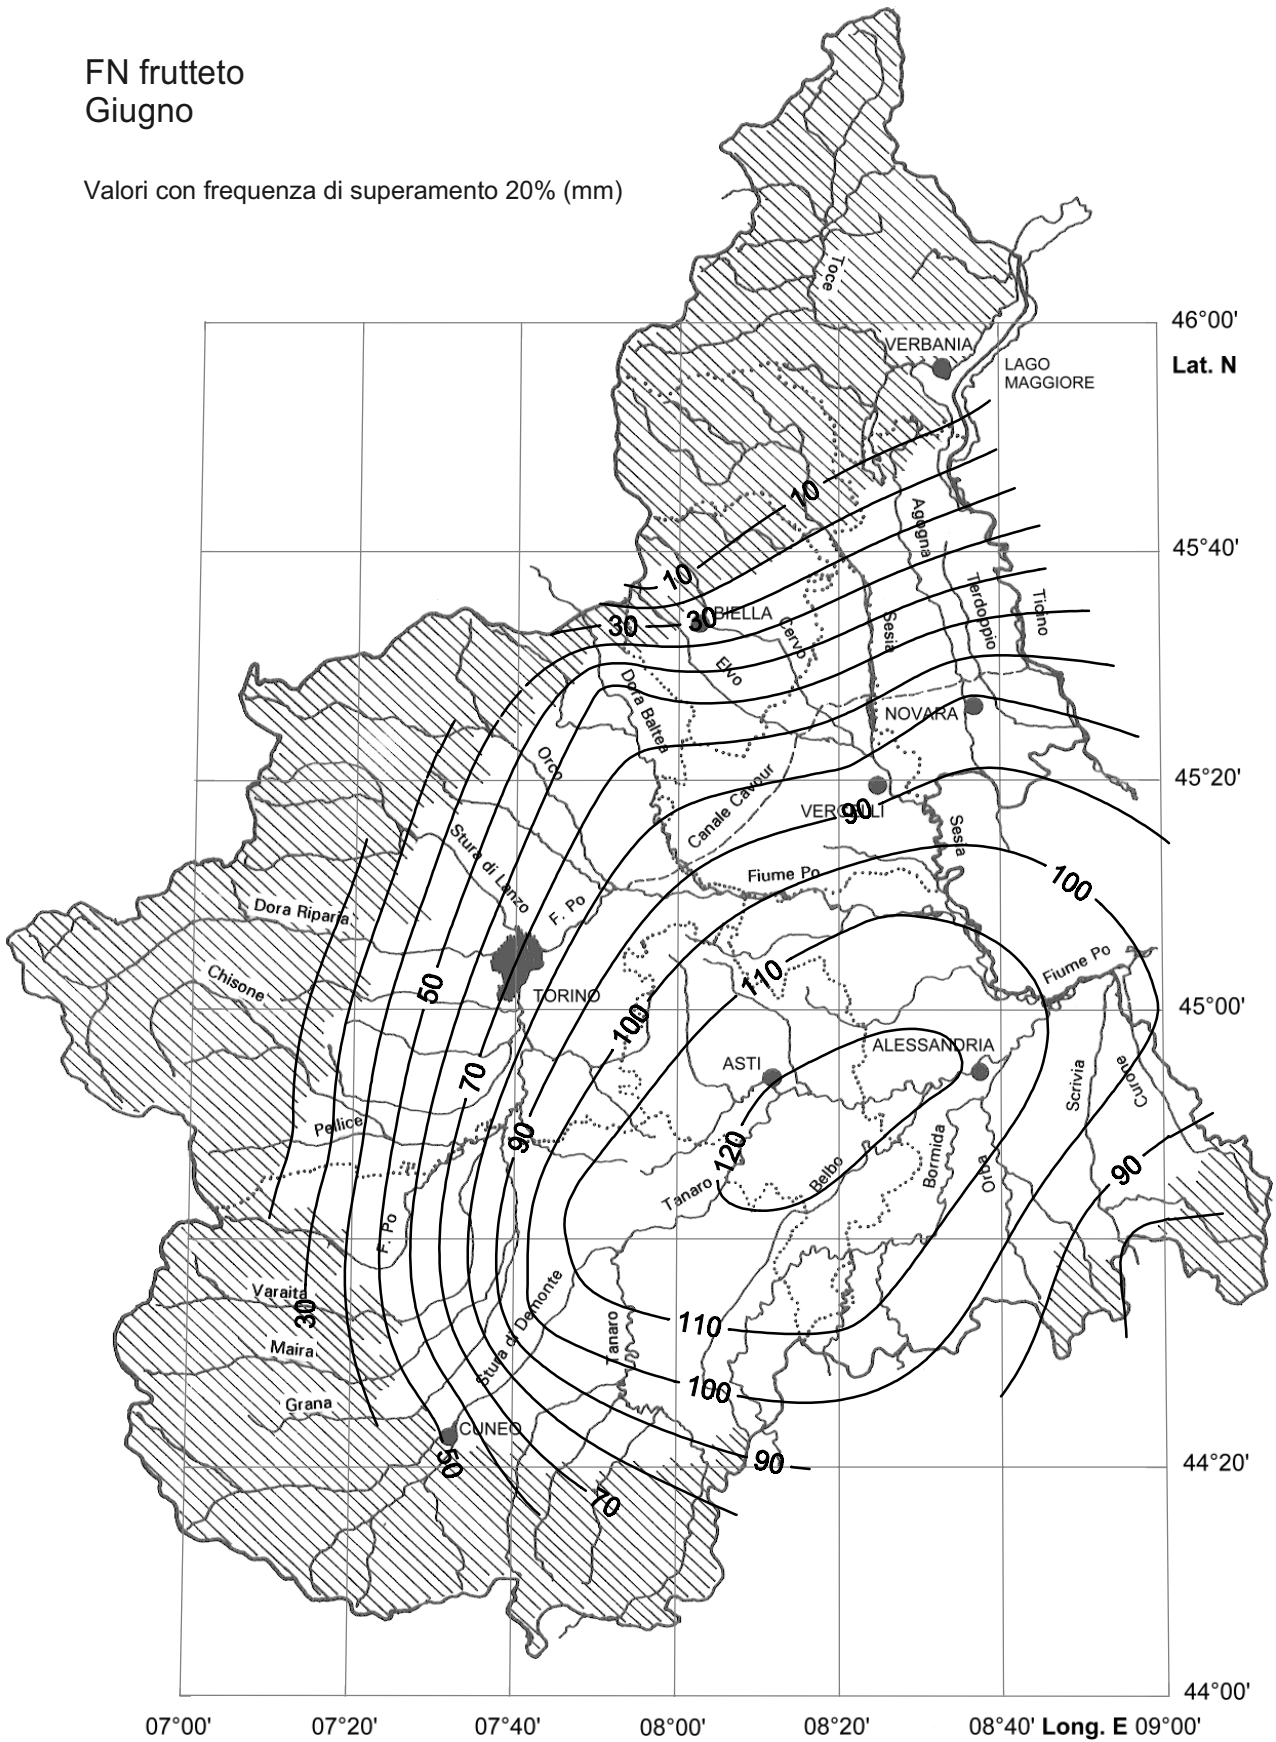 FN frutteto
Giugno
Valori con frequenza di superamento 20% (mm)
Toce
46°00'
VERBANIA
Lat. N
LAGO
MAGGIORE
10
Agogna
45°40'
10
Terdoppio
Ticino
30
30
BIELLA
Cervo
Sesia
Elvo
Dora Baltea
NOVARA
Orco
45°20'
Canale Cavour
VERCELLI
90
Sesia
Stura di Lanzo
Fiume Po
100
Dora Riparia
F. Po
Fiume Po
Chisone
50
110
TORINO
45°00'
100
ALESSANDRIA
ASTI
70
Scrivia
Curone
Pellice
90
120
Belbo
Bormida
Orba
90
Tanaro
F. Po
Varaita
30
Stura di Demonte
110
Tanaro
Maira
100
Grana
CUNEO
50
90
44°20'
70
44°00'
07°00'
07°20'
07°40'
08°00'
08°20'
08°40'
Long. E
09°00'